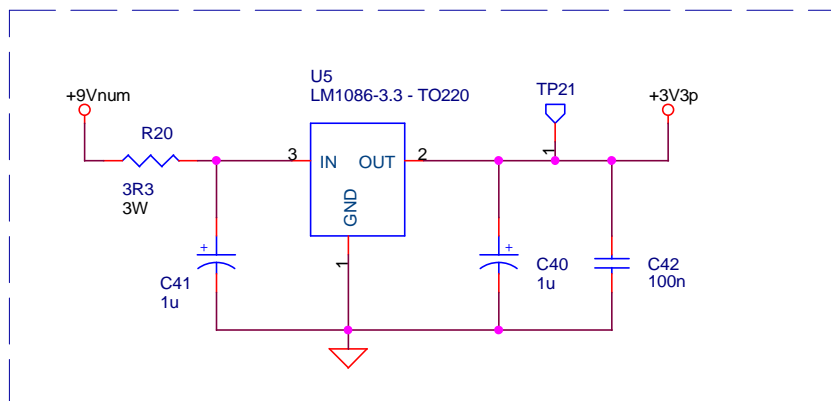 U5
LM1086-3.3 - TO220
+9Vnum
TP21
+3V3p
R20
3
IN
OUT
2
1
3R3
3W
GND
1
C41
1u
C40
1u
C42
100n